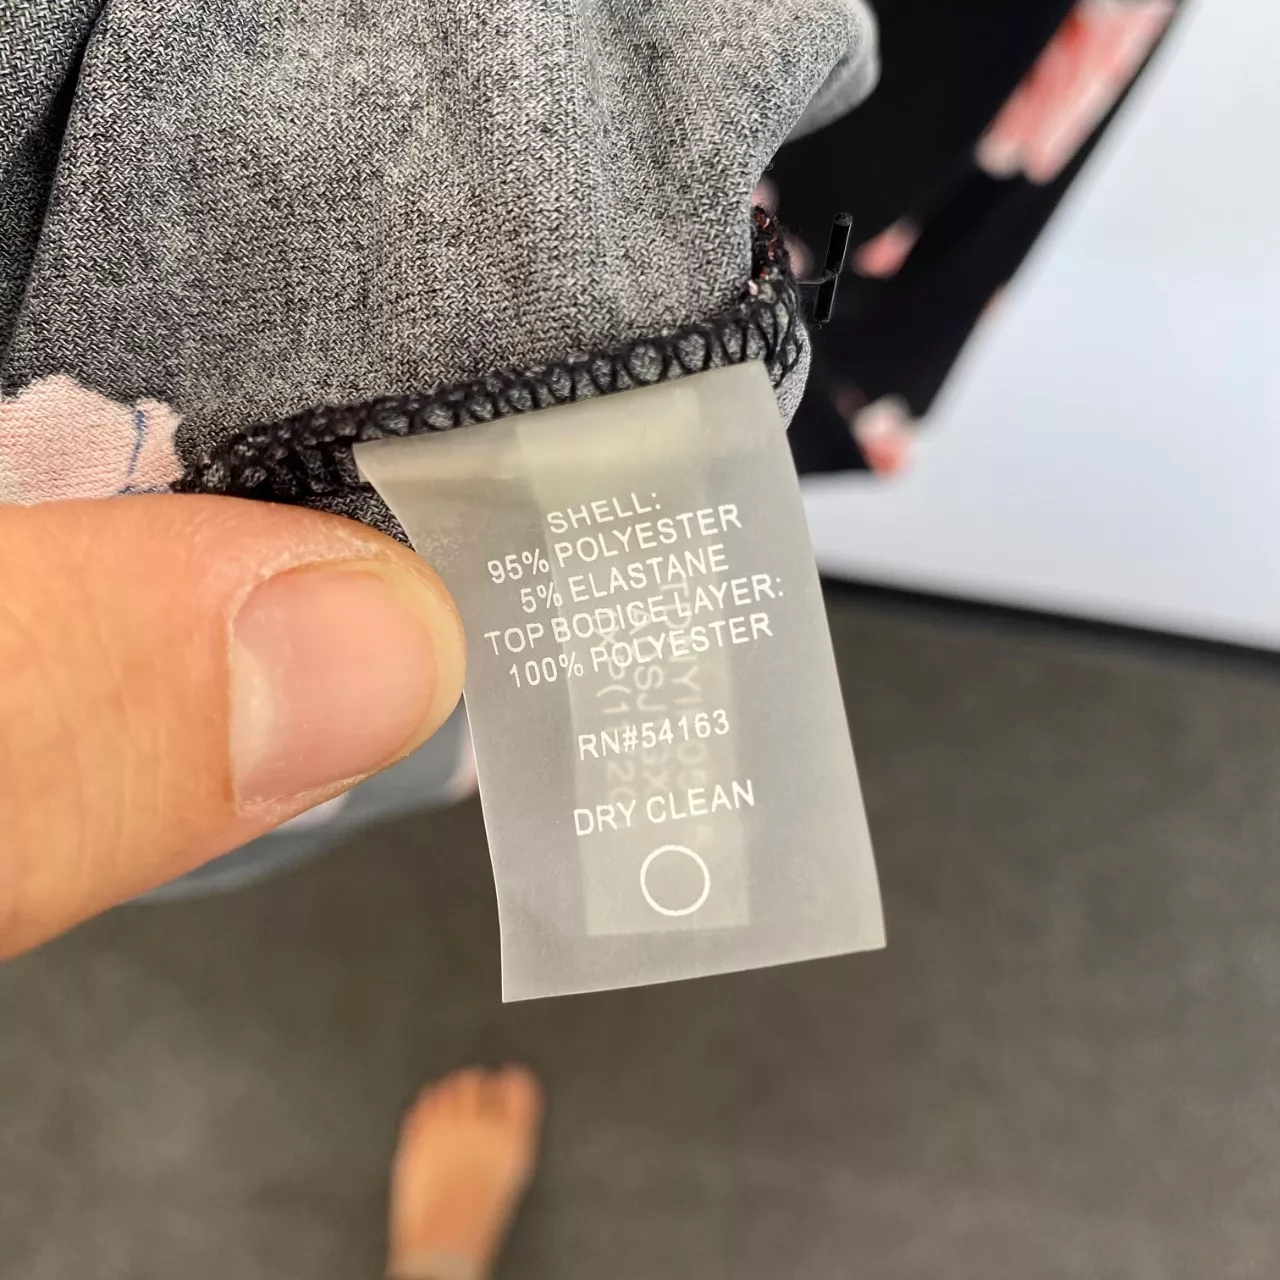 SHELL:
95% POLYESTER
5% ELASTANE
TOP BODICE LAYER:
100% POLYESTER
RN#54163
DRY CLEAN